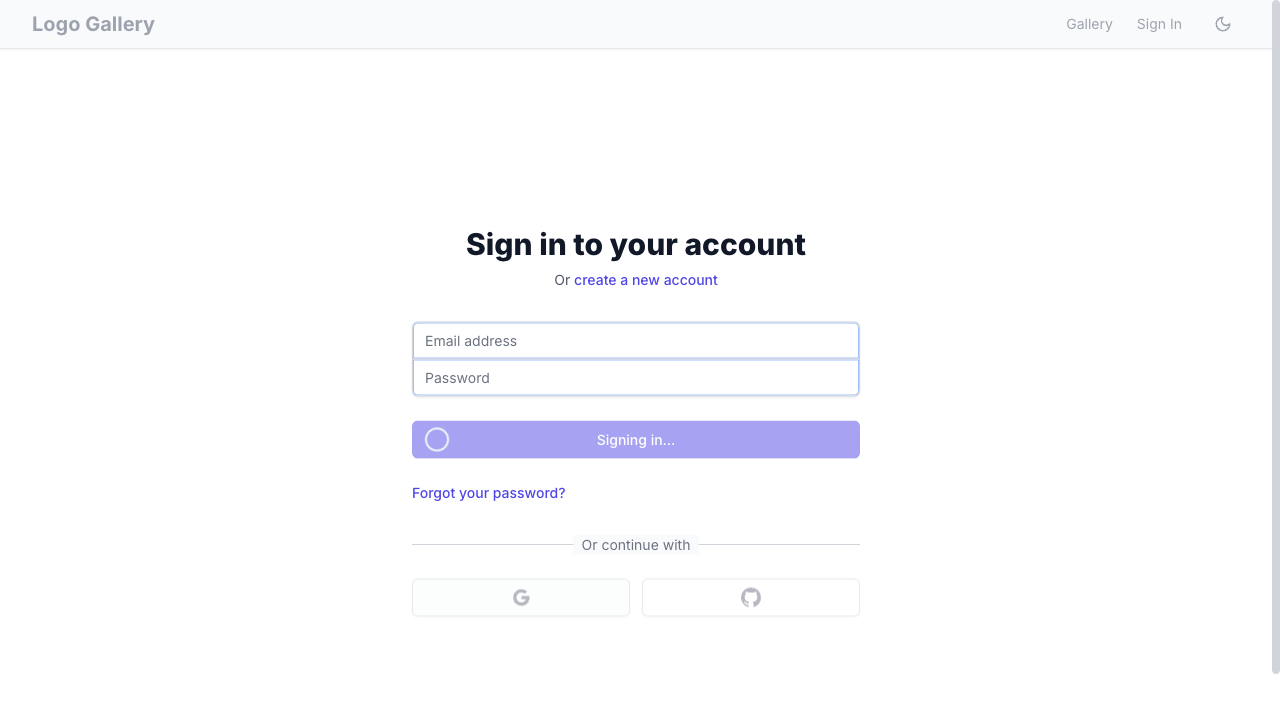 Logo Gallery
Gallery
Sign In
Sign in to your account
Or create a new account
Email address
Password
Signing in...
Forgot your password?
Or continue with